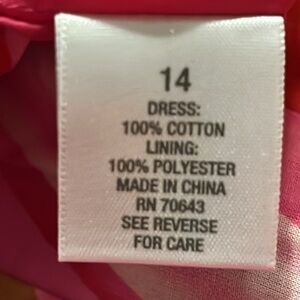 14
DRESS:
100% COTTON
LINING:
100% POLYESTER
MADE IN CHINA
RN 70643
SEE REVERSE
FOR CARE